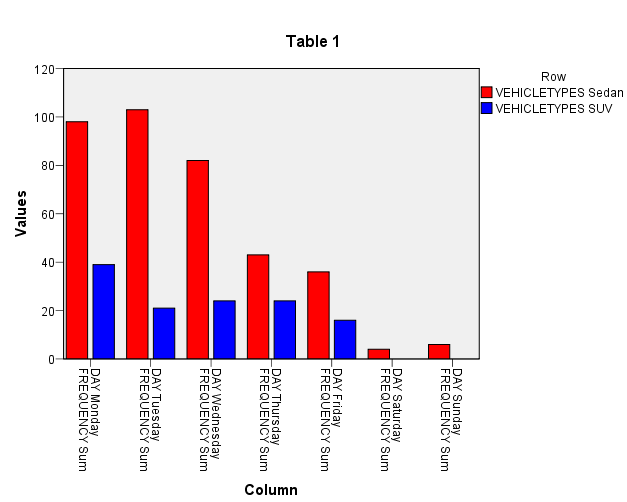 Table 1
Row
VEHICLETYPES Sedan
VEHICLETYPES SUV
Values
120
100
80
60
40
20
0
DAY Monday
FREQUENCY Sum
DAY Tuesday
FREQUENCY Sum
DAY Wednesday
FREQUENCY Sum
DAY Thursday
FREQUENCY Sum
DAY Friday
FREQUENCY Sum
DAY Saturday
FREQUENCY Sum
DAY Sunday
FREQUENCY Sum
Column